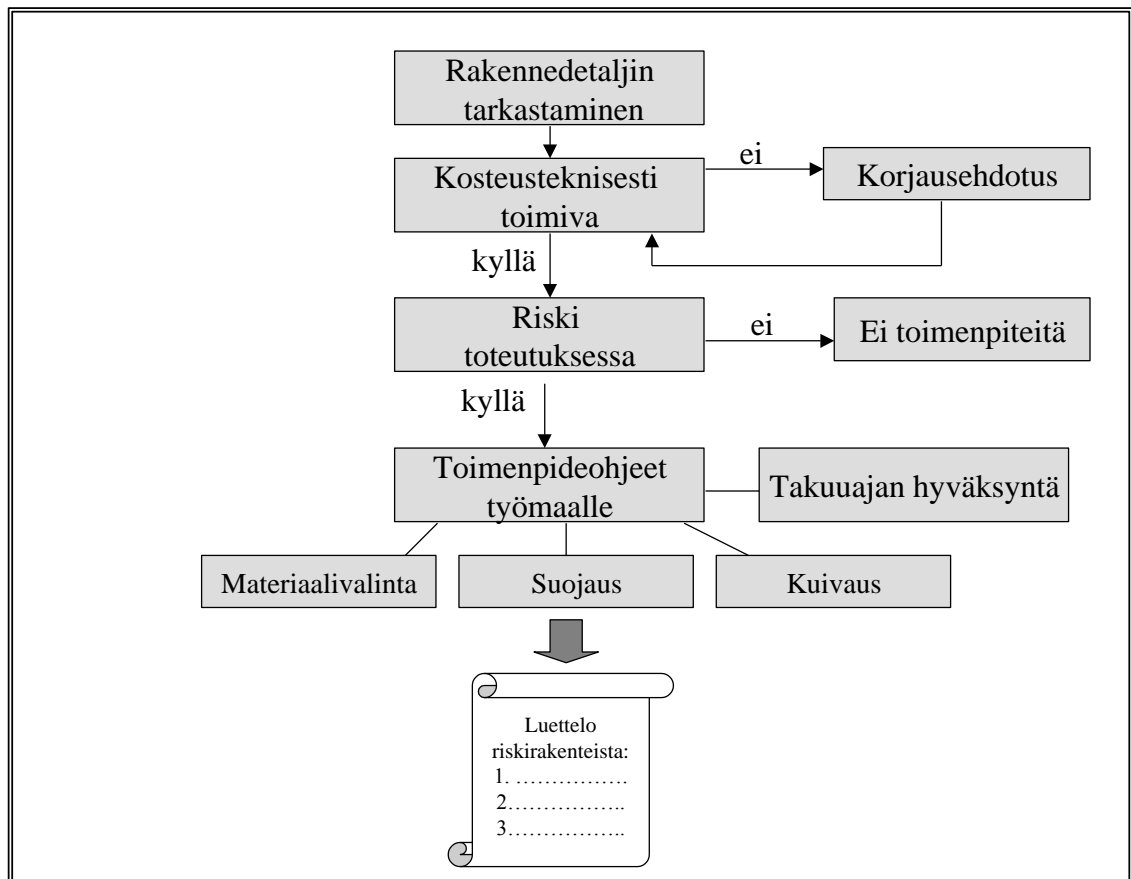 Rakennedetaljin
tarkastaminen
ei
Kosteusteknisesti
toimiva
Korjausehdotus
kyllä
Riski
toteutuksessa
ei
Ei toimenpiteitä
kyllä
Toimenpideohjeet
työmaalle
Takuuajan hyväksyntä
Materiaalivalinta
Suojaus
Kuivaus
Luettelo
riskirakenteista:
1. ……………
2……………..
3……………..